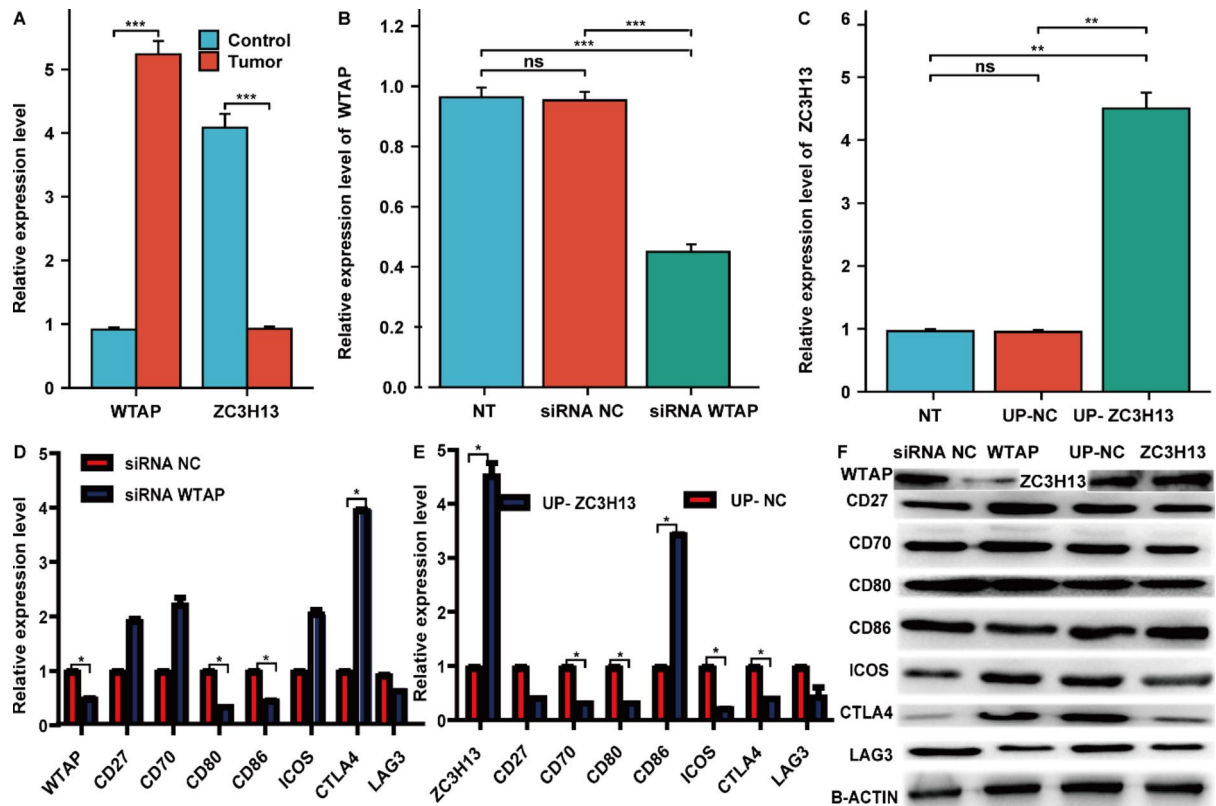 A
***
Control
Tumor
***
Relative expression level
5
4
3
2
1
0
WTAP ZC3H13
B
***
***
ns
Relative expression level of WTAP
1.2
1.0
0.8
0.6
0.4
0.2
0.0
NT siRNA NC siRNA WTAP
C
**
**
ns
Relative expression level of ZC3H13
6
5
4
3
2
1
0
NT UP-NC UP- ZC3H13
D
siRNA NC
siRNA WTAP
Relative expression level
5
4
3
2
1
0
*
*
*
*
WTAP CD27 CD70 CD80 CD86 ICOS CTLA4 LAG3
E
UP- ZC3H13 UP- NC
Relative expression level
5
4
3
2
1
0
*
*
*
*
*
*
ZC3H13 CD27 CD70 CD80 CD86 ICOS CTLA4 LAG3
F
siRNA NC WTAP UP-NC ZC3H13
WTAP ZC3H13
CD27
CD70
CD80
CD86
ICOS
CTLA4
LAG3
B-ACTIN